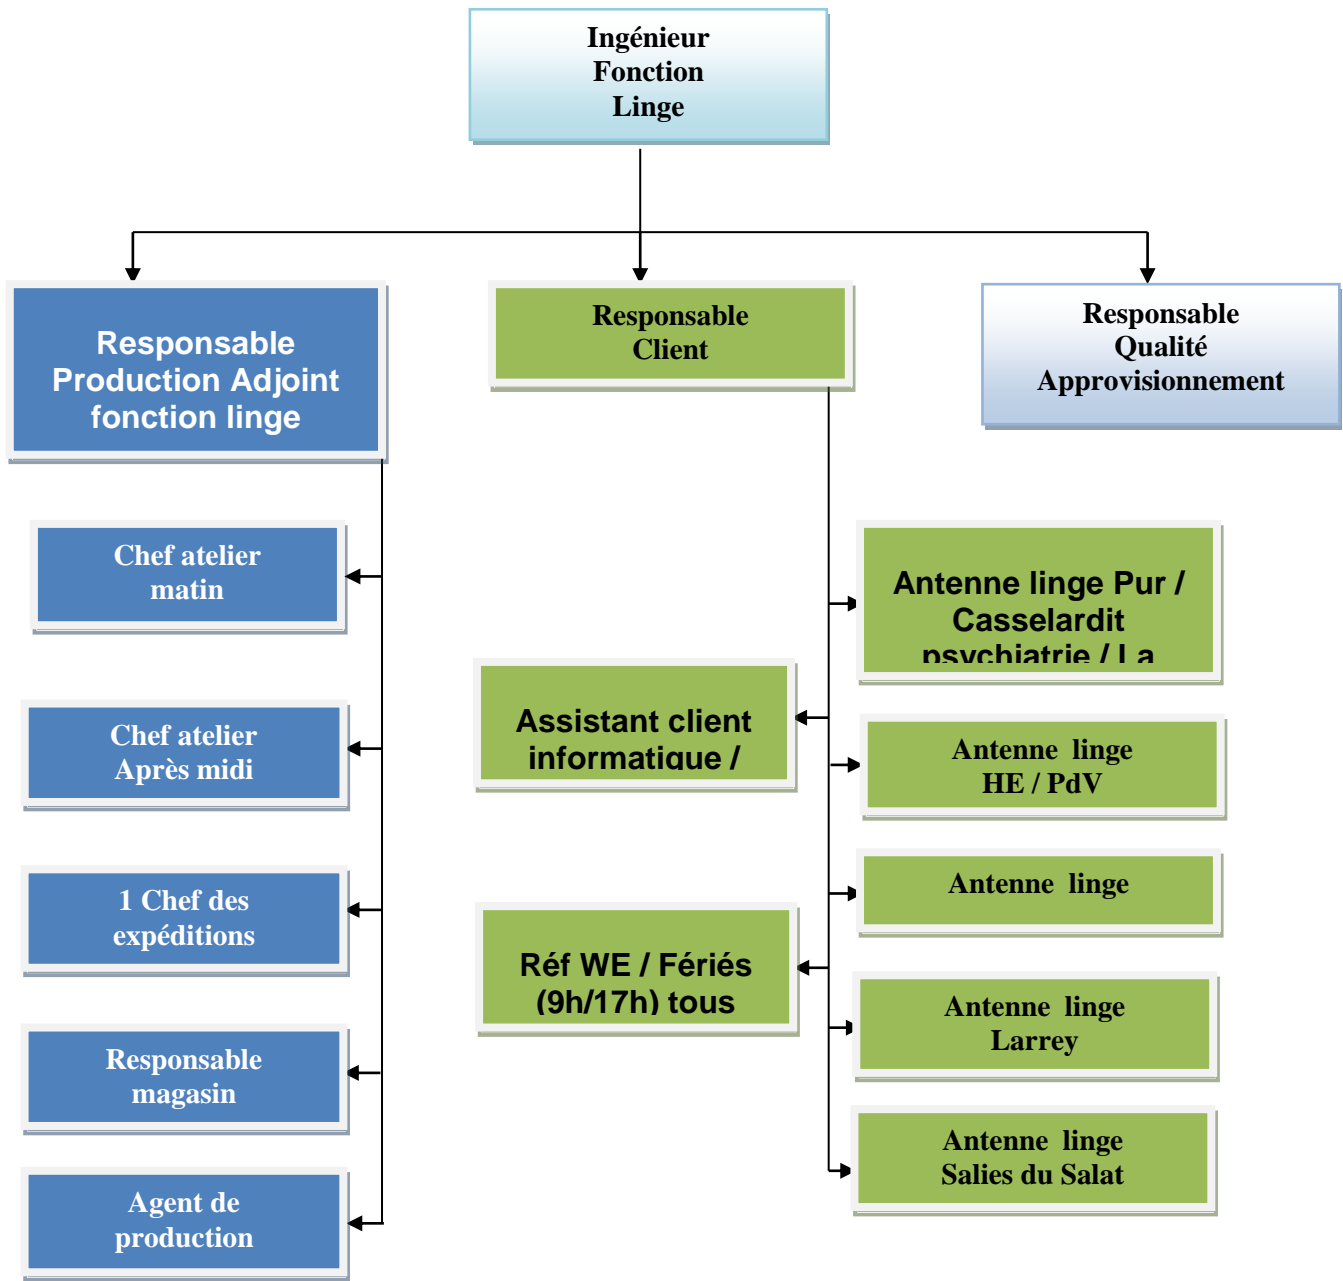 Ingénieur
Fonction
Linge
Responsable
Production Adjoint
fonction linge
Responsable
Client
Responsable
Qualité
Approvisionnement
Chef atelier
matin
Chef atelier
Après midi
1 Chef des
expéditions
Responsable
magasin
Agent de
production
Assistant client
informatique /
Réf WE / Fériés
(9h/17h) tous
Antenne linge Pur /
Casselardit
psychiatrie / La
Antenne linge
HE / PdV
Antenne linge
Antenne linge
Larrey
Antenne linge
Salies du Salat